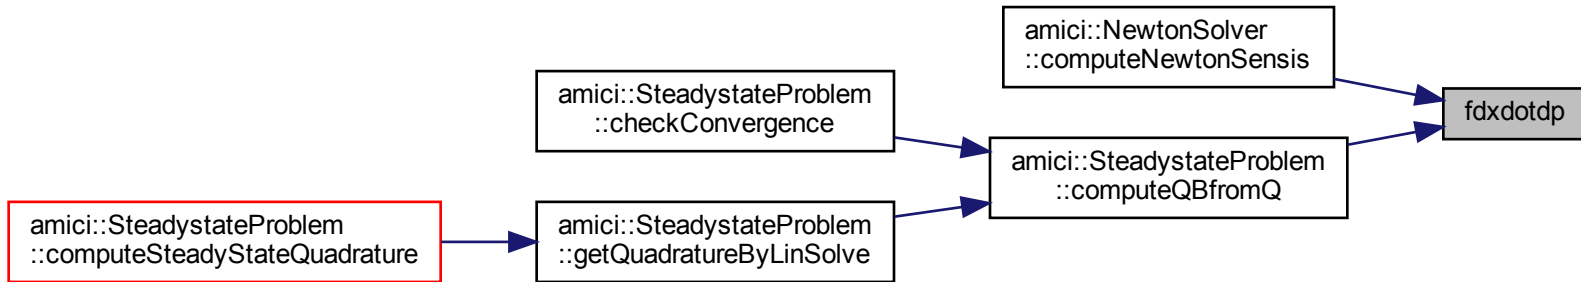 amici::NewtonSolver
::computeNewtonSensis
amici::SteadystateProblem
::checkConvergence
fdxdotdp
amici::SteadystateProblem
::computeQBfromQ
amici::SteadystateProblem
::computeSteadyStateQuadrature
amici::SteadystateProblem
::getQuadratureByLinSolve